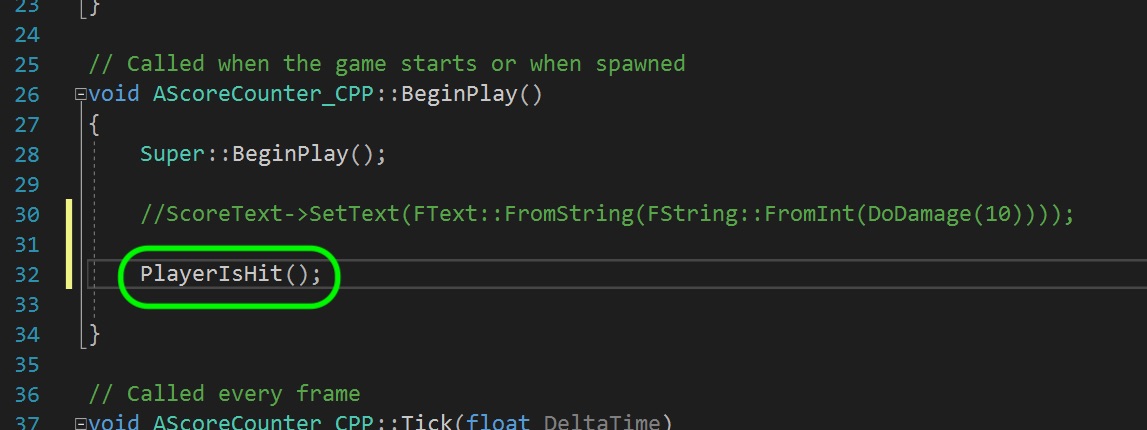 23 }
24
25 // Called when the game starts or when spawned
26 void AScoreCounter_CPP::BeginPlay()
27 {
28 Super::BeginPlay();
29
30 //ScoreText->SetText(FText::FromString(FString::FromInt(DoDamage(10))));
31
32 PlayerIsHit();
33
34 }
35
36 // Called every frame
37 void AScoreCounter_CPP::Tick(float DeltaTime)